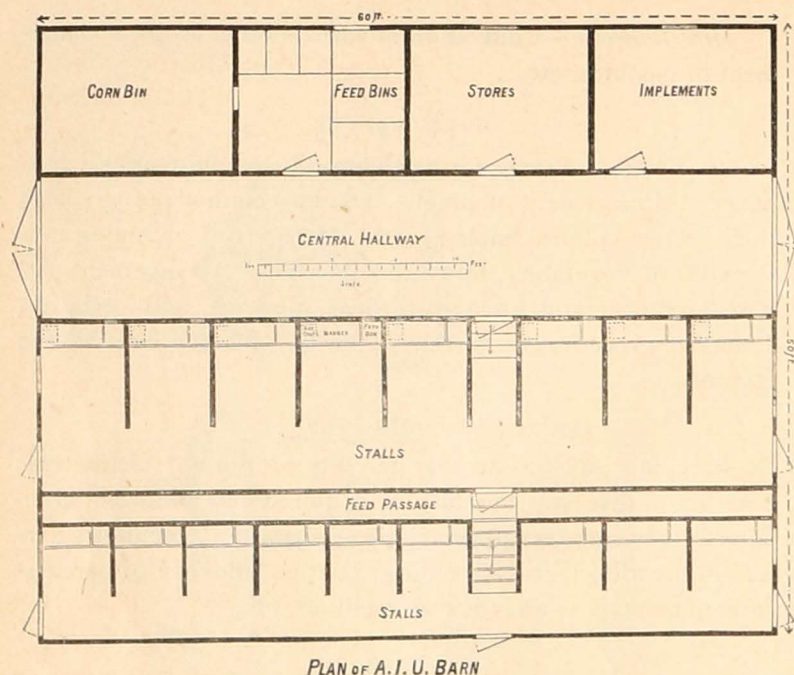 60 ft.
CORN BIN
FEED BINS
STORES
IMPLEMENTS
CENTRAL HALLWAY
FEET
SCALE
50 ft.
MANGER
FEED BOX
STALLS
FEED PASSAGE
STALLS
PLAN OF A.I.U. BARN